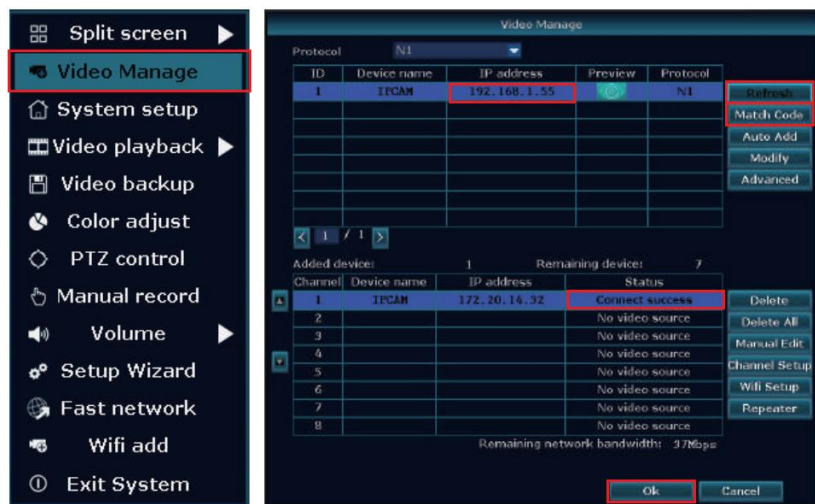 Split screen
Video Manage
System setup
Video playback
Video backup
Color adjust
PTZ control
Manual record
Volume
Setup Wizard
Fast network
Wifi add
Exit System
Video Manage
Protocol N1
ID Device name IP address Preview Protocol
1 IPCAM 192.168.1.55 N1
Refresh
Match Code
Auto Add
Modify
Advanced
1 / 1
Added device: 1 Remaining device: 7
Channel Device name IP address Status
1 IPCAM 172.20.14.32 Connect success
2 No video source
3 No video source
4 No video source
5 No video source
6 No video source
7 No video source
8 No video source
Delete
Delete All
Manual Edit
Channel Setup
Wifi Setup
Repeater
Remaining network bandwidth: 37Mbps
Ok Cancel